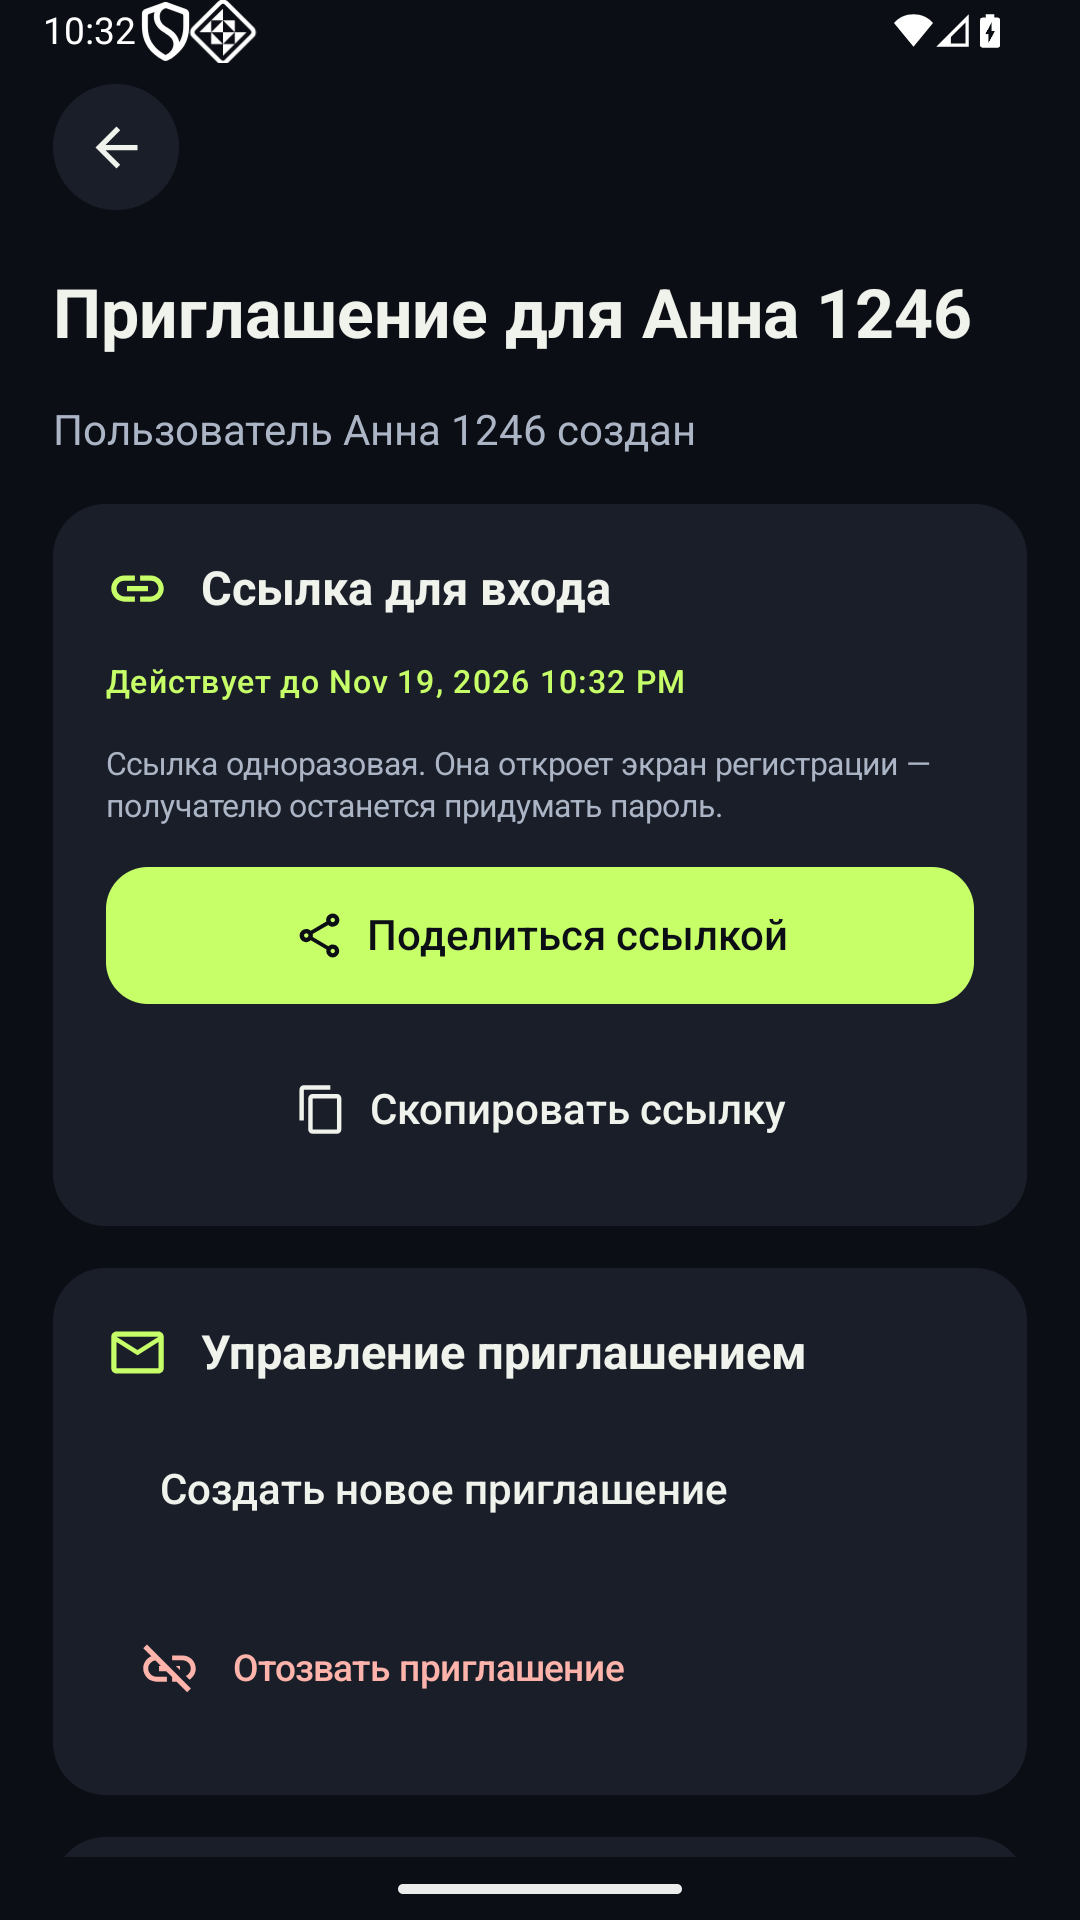 10:32
Приглашение для Анна 1246
Пользователь Анна 1246 создан
Ссылка для входа
Действует до Nov 19, 2026 10:32 PM
Ссылка одноразовая. Она откроет экран регистрации —
получателю останется придумать пароль.
Поделиться ссылкой
Скопировать ссылку
Управление приглашением
Создать новое приглашение
Отозвать приглашение